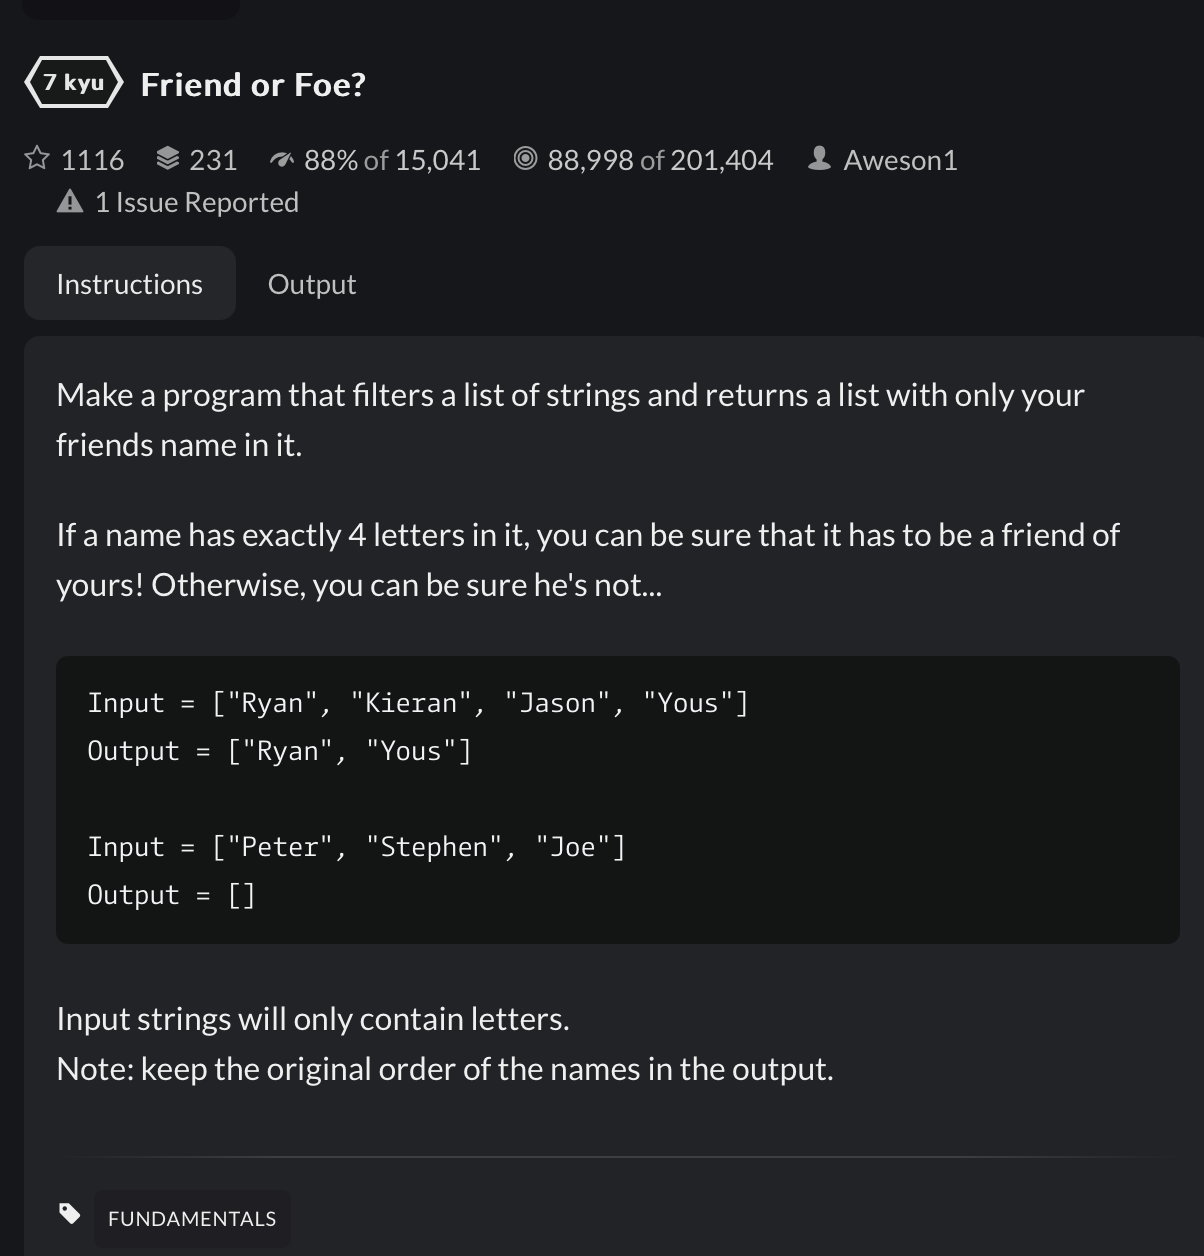 7 kyu Friend or Foe?
1116 231 88% of 15,041 88,998 of 201,404 Aweson1
1 Issue Reported
Instructions Output
Make a program that filters a list of strings and returns a list with only your
friends name in it.
If a name has exactly 4 letters in it, you can be sure that it has to be a friend of
yours! Otherwise, you can be sure he's not...
Input = ["Ryan", "Kieran", "Jason", "Yous"]
Output = ["Ryan", "Yous"]
Input = ["Peter", "Stephen", "Joe"]
Output = []
Input strings will only contain letters.
Note: keep the original order of the names in the output.
FUNDAMENTALS